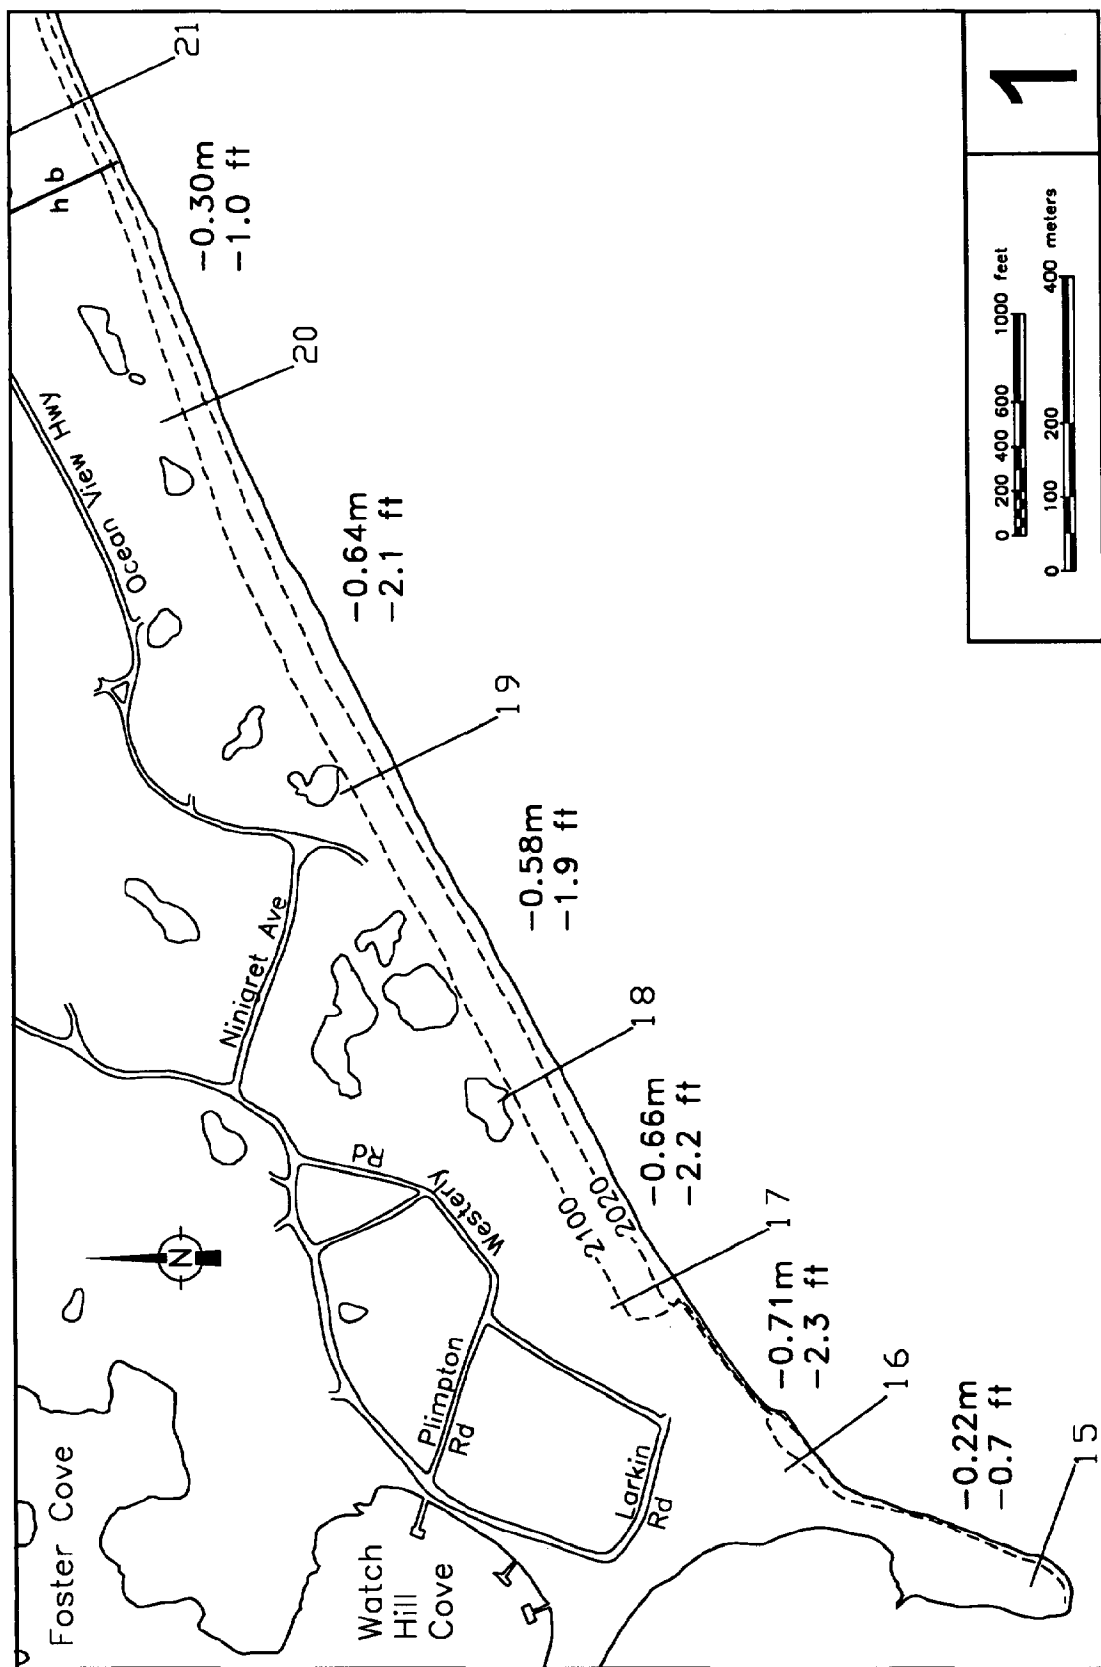 Foster Cove
Watch
Hill
Cove
Plimpton
Rd
Larkin
Rd
Westerly
Rd
Ninigret Ave
Ocean View Hwy
N
h b
21
-0.30m
-1.0 ft
20
-0.64m
-2.1 ft
19
-0.58m
-1.9 ft
18
-0.66m
-2.2 ft
17
-0.71m
-2.3 ft
16
-0.22m
-0.7 ft
15
2100
2020
0 200 400 600 1000 feet
0 100 200 400 meters
1